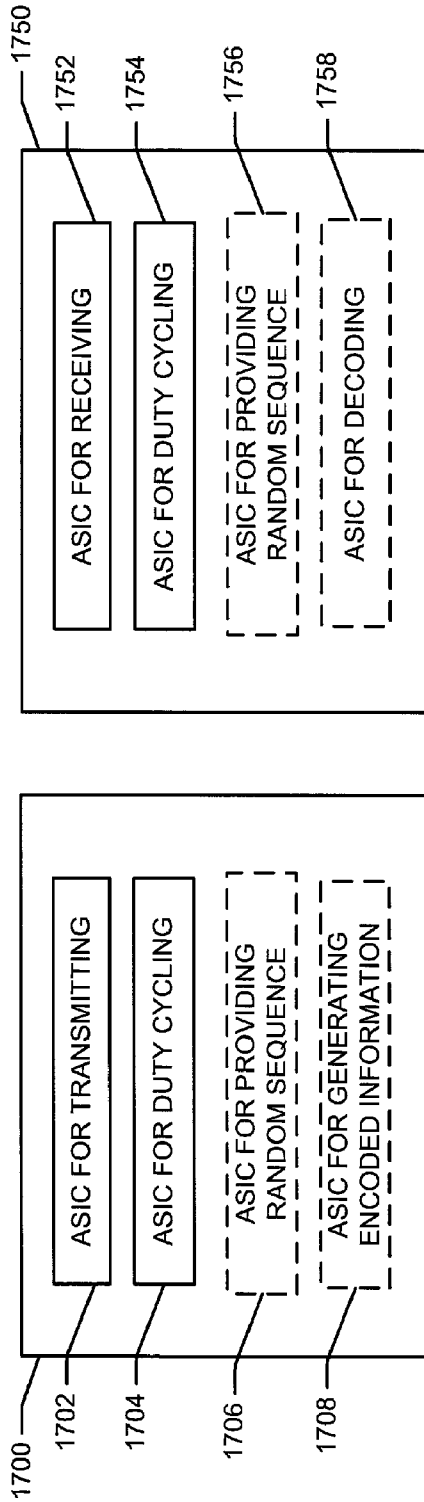 1700
1702
1704
1706
1708
ASIC FOR TRANSMITTING
ASIC FOR DUTY CYCLING
ASIC FOR PROVIDING
RANDOM SEQUENCE
ASIC FOR GENERATING
ENCODED INFORMATION
1750
1752
1754
1756
1758
ASIC FOR RECEIVING
ASIC FOR DUTY CYCLING
ASIC FOR PROVIDING
RANDOM SEQUENCE
ASIC FOR DECODING